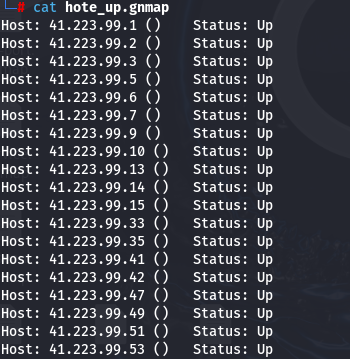 └─# cat hote_up.gnmap
Host: 41.223.99.1 ()	Status: Up
Host: 41.223.99.2 ()	Status: Up
Host: 41.223.99.3 ()	Status: Up
Host: 41.223.99.5 ()	Status: Up
Host: 41.223.99.6 ()	Status: Up
Host: 41.223.99.7 ()	Status: Up
Host: 41.223.99.9 ()	Status: Up
Host: 41.223.99.10 ()	Status: Up
Host: 41.223.99.13 ()	Status: Up
Host: 41.223.99.14 ()	Status: Up
Host: 41.223.99.15 ()	Status: Up
Host: 41.223.99.33 ()	Status: Up
Host: 41.223.99.35 ()	Status: Up
Host: 41.223.99.41 ()	Status: Up
Host: 41.223.99.42 ()	Status: Up
Host: 41.223.99.47 ()	Status: Up
Host: 41.223.99.49 ()	Status: Up
Host: 41.223.99.51 ()	Status: Up
Host: 41.223.99.53 ()	Status: Up